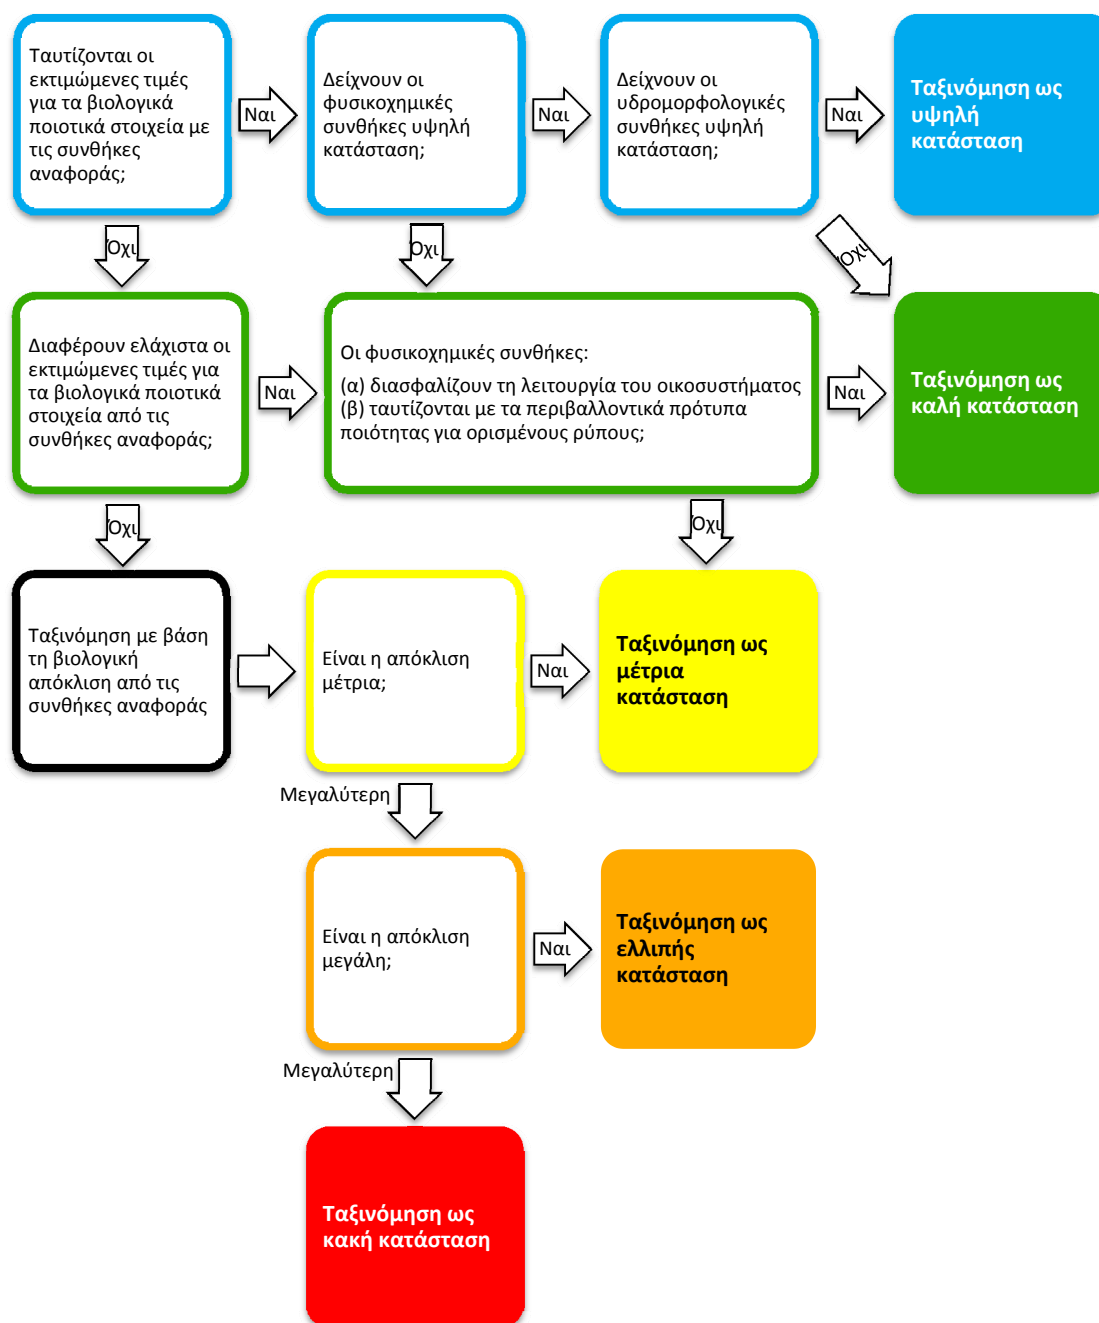 Ταυτίζονται οι
εκτιμώμενες τιμές
για τα βιολογικά
ποιοτικά στοιχεία με
τις συνθήκες
αναφοράς;
Ναι
Δείχνουν οι
φυσικοχημικές
συνθήκες υψηλή
κατάσταση;
Ναι
Δείχνουν οι
υδρομορφολογικές
συνθήκες υψηλή
κατάσταση;
Ναι
Ταξινόμηση ως
υψηλή
κατάσταση
Όχι
Όχι
Όχι
Διαφέρουν ελάχιστα οι
εκτιμώμενες τιμές για
τα βιολογικά ποιοτικά
στοιχεία από τις
συνθήκες αναφοράς;
Ναι
Οι φυσικοχημικές συνθήκες:
(α) διασφαλίζουν τη λειτουργία του οικοσυστήματος
(β) ταυτίζονται με τα περιβαλλοντικά πρότυπα
ποιότητας για ορισμένους ρύπους;
Ναι
Ταξινόμηση ως
καλή κατάσταση
Όχι
Όχι
Ταξινόμηση με βάση
τη βιολογική
απόκλιση από τις
συνθήκες αναφοράς
Είναι η απόκλιση
μέτρια;
Ναι
Ταξινόμηση ως
μέτρια
κατάσταση
Μεγαλύτερη
Είναι η απόκλιση
μεγάλη;
Ναι
Ταξινόμηση ως
ελλιπής
κατάσταση
Μεγαλύτερη
Ταξινόμηση ως
κακή κατάσταση